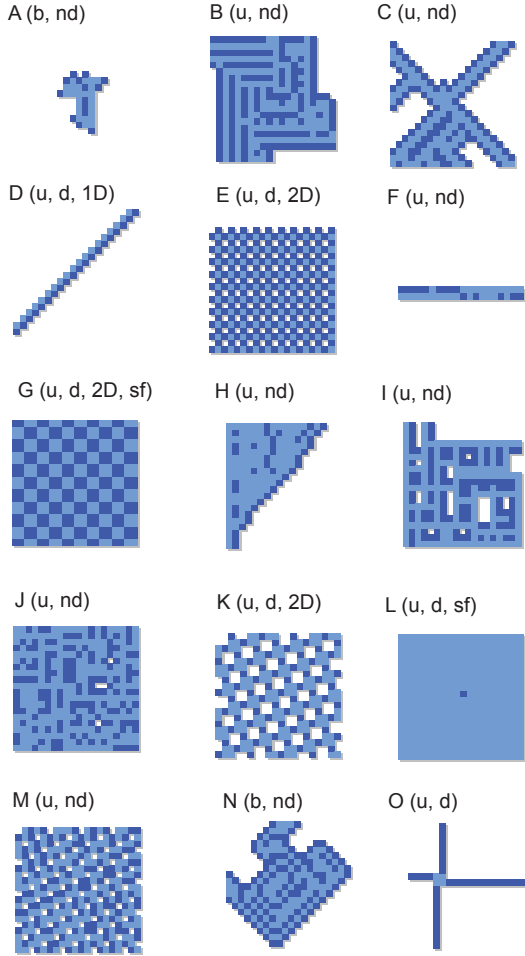 A (b, nd)
B (u, nd)
C (u, nd)
D (u, d, 1D)
E (u, d, 2D)
F (u, nd)
G (u, d, 2D, sf)
H (u, nd)
I (u, nd)
J (u, nd)
K (u, d, 2D)
L (u, d, sf)
M (u, nd)
N (b, nd)
O (u, d)